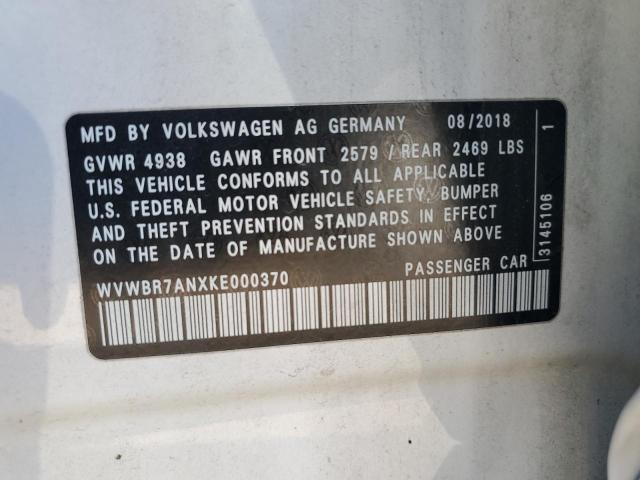 MFD BY VOLKSWAGEN AG GERMANY 08/2018
GVWR 4938 GAWR FRONT 2579 / REAR 2469 LBS
THIS VEHICLE CONFORMS TO ALL APPLICABLE
U.S. FEDERAL MOTOR VEHICLE SAFETY, BUMPER
AND THEFT PREVENTION STANDARDS IN EFFECT
ON THE DATE OF MANUFACTURE SHOWN ABOVE
WVWBR7ANXKE000370 PASSENGER CAR
3145106 1